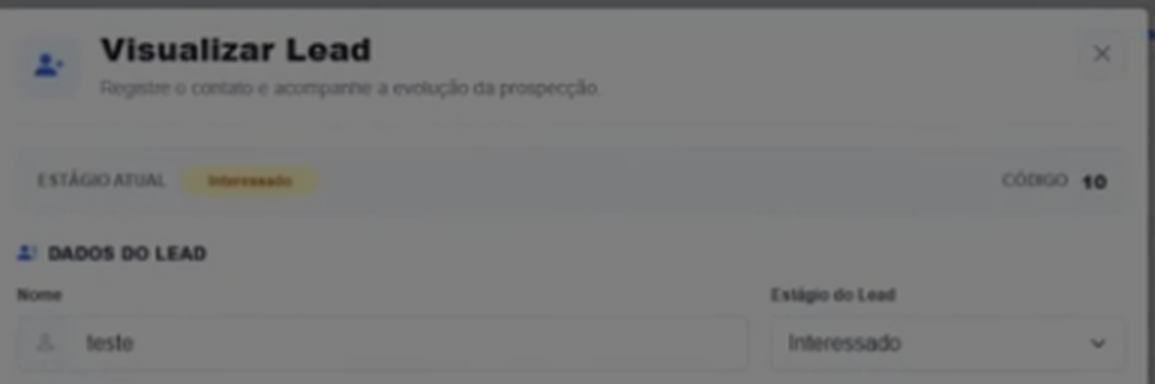 Visualizar Lead
Registre o contato e acompanhe a evolução da prospecção.
ESTÁGIO ATUAL Interessado CÓDIGO 10
DADOS DO LEAD
Nome Estágio do Lead
teste Interessado